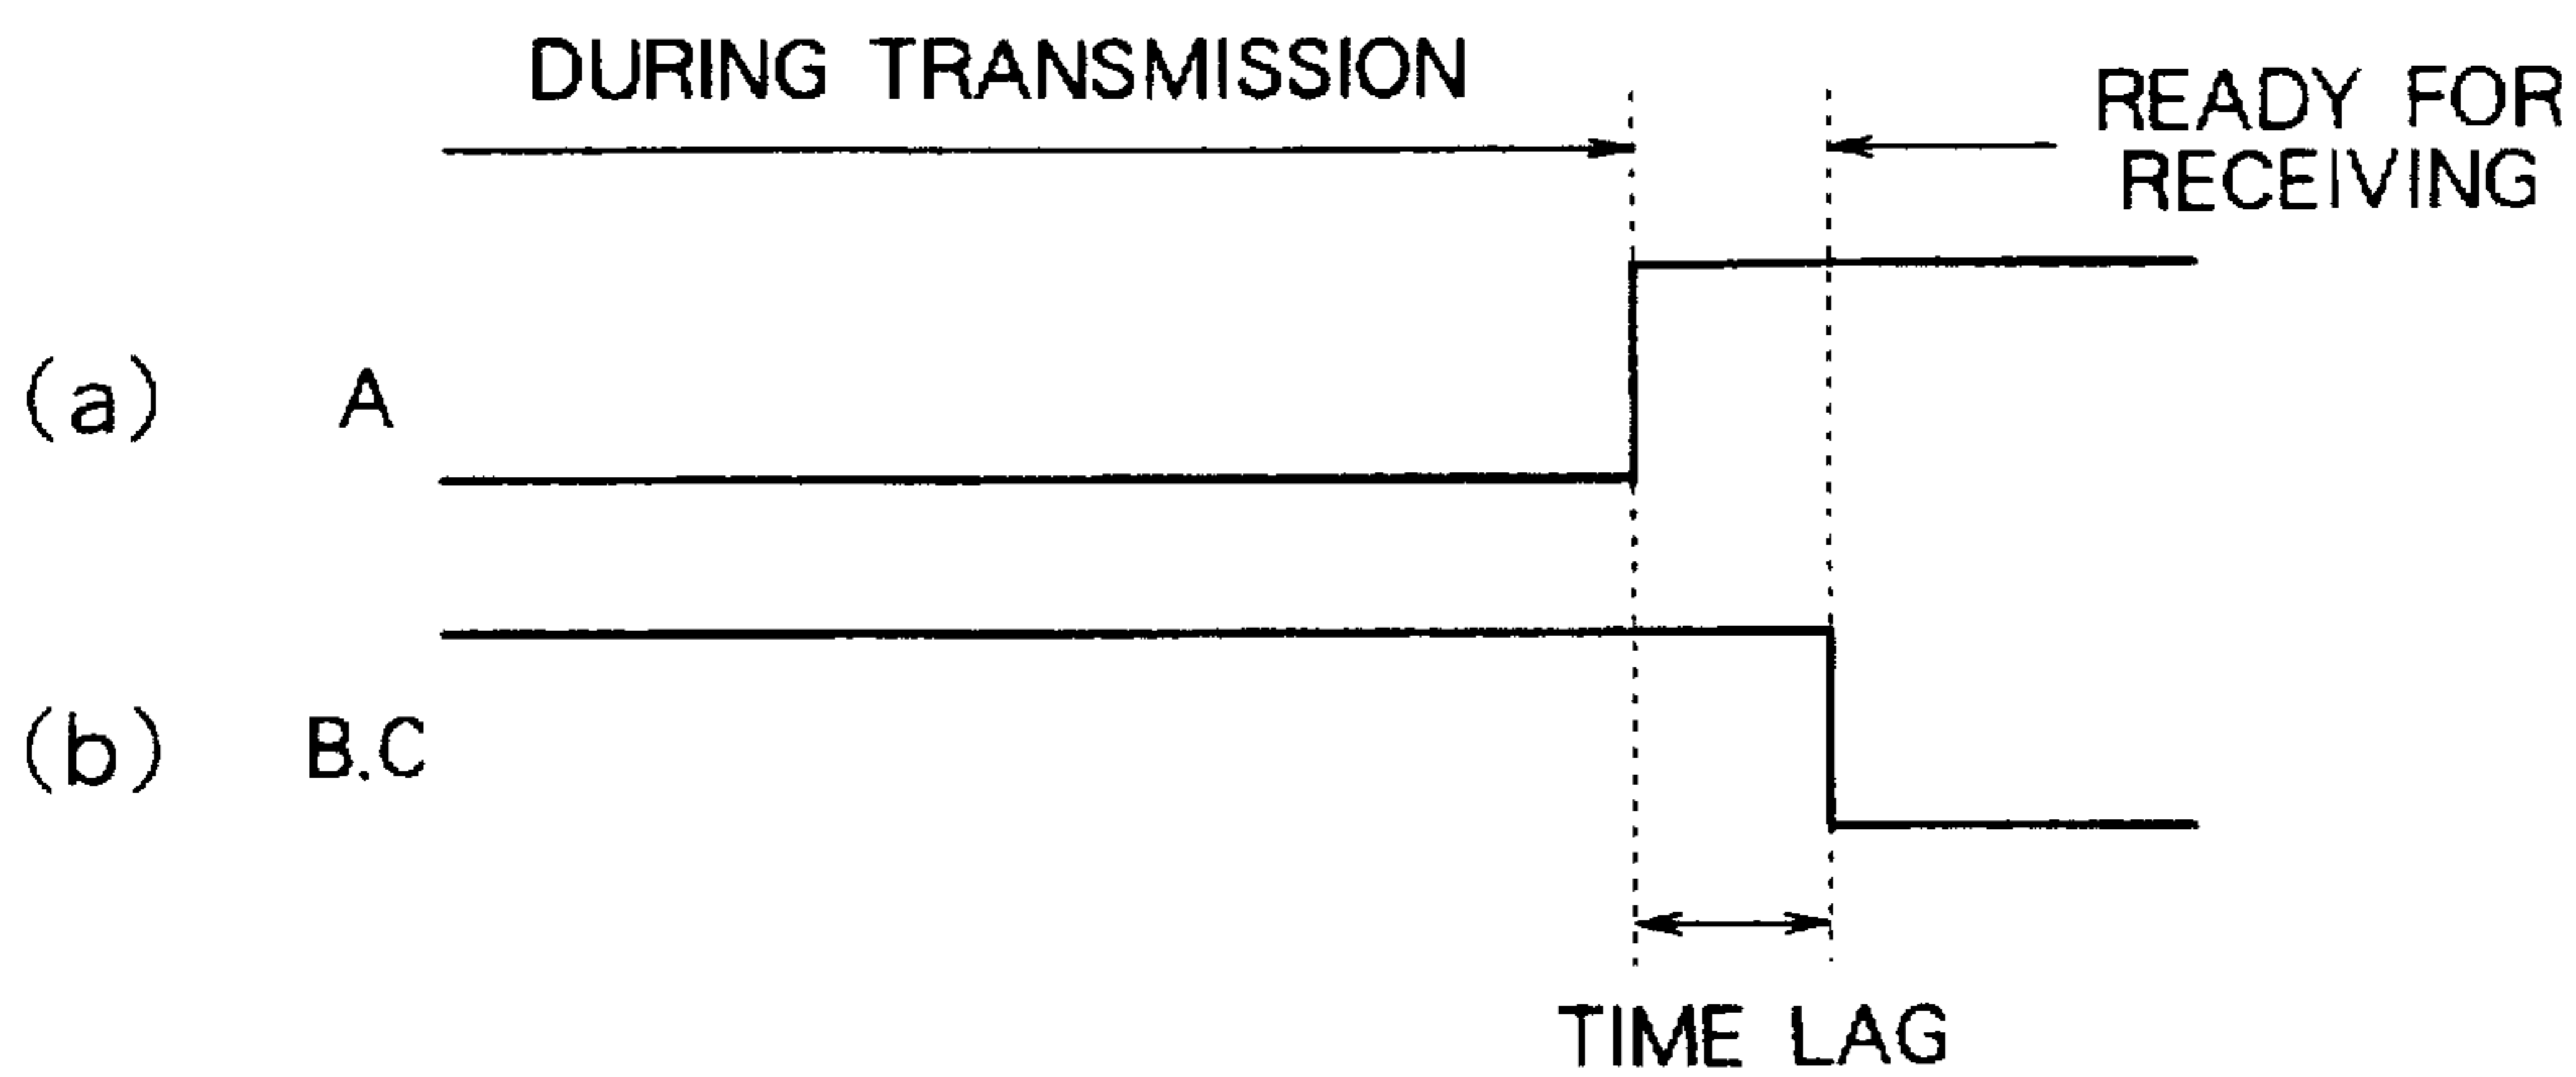 DURING TRANSMISSION
READY FOR
RECEIVING
(a) A
(b) B.C
TIME LAG